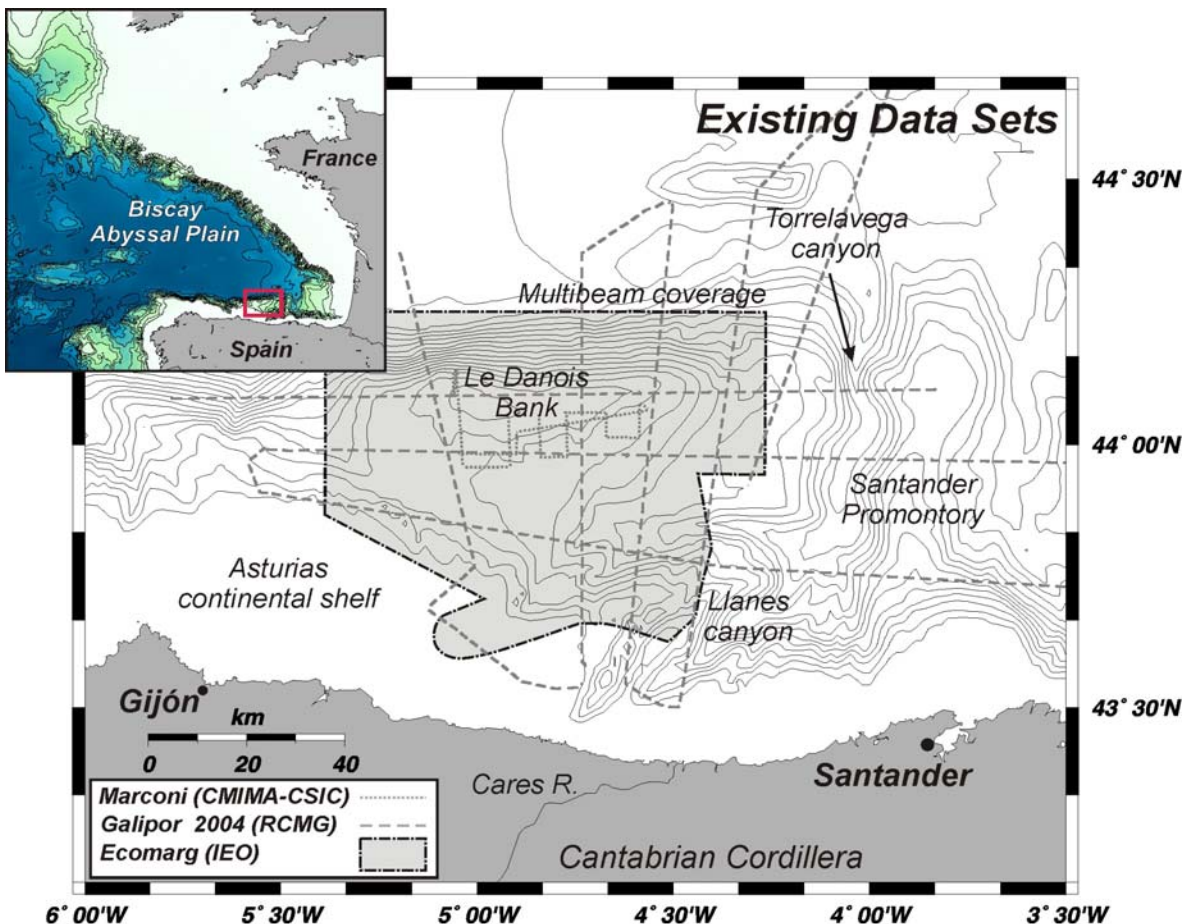 France
Biscay
Abyssal Plain
Spain
Existing Data Sets
Torrelavega
canyon
Multibeam coverage
Le Danois
Bank
Santander
Promontory
Asturias
continental shelf
Llanes
canyon
Gijón
km
0 20 40
Santander
Cares R.
Cantabrian Cordillera
Marconi (CMIMA-CSIC)
Galipor 2004 (RCMG)
Ecomarg (IEO)
44° 30'N
44° 00'N
43° 30'N
6° 00'W 5° 30'W 5° 00'W 4° 30'W 4° 00'W 3° 30'W